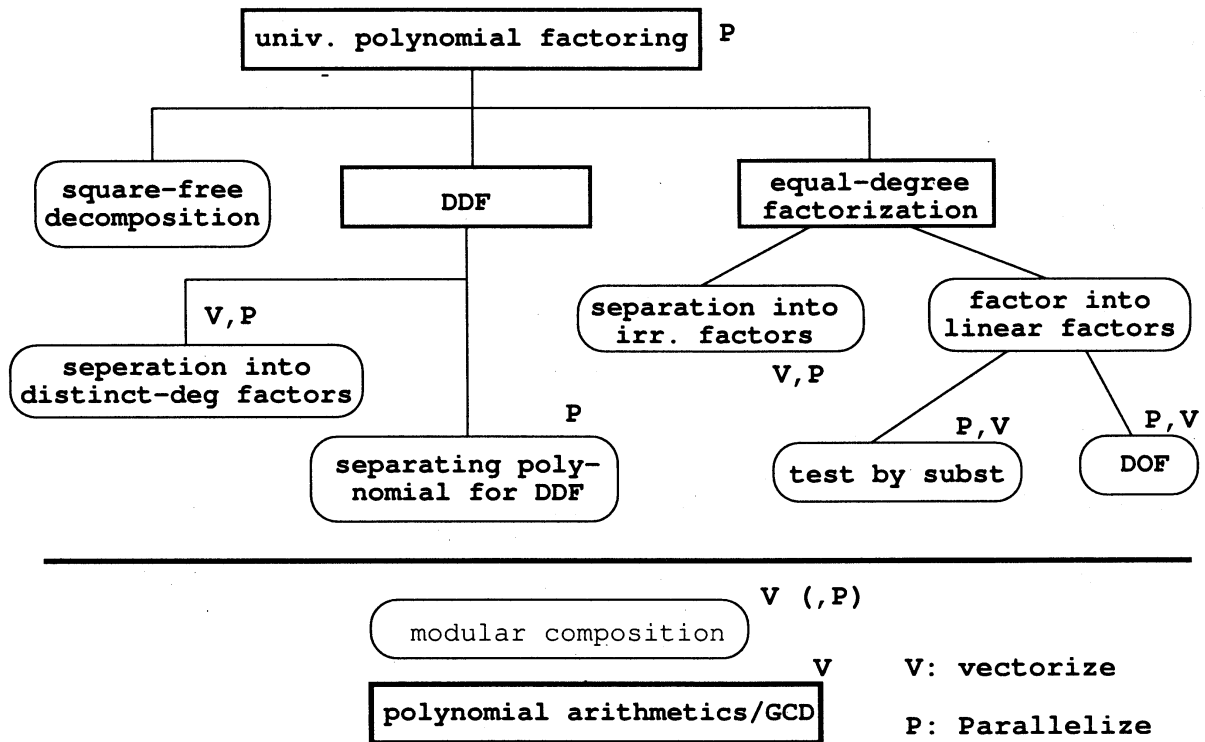 univ. polynomial factoring
P
square-free
decomposition
DDF
equal-degree
factorization
V,P
seperation into
distinct-deg factors
P
separating poly-
nomial for DDF
separation into
irr. factors
V,P
factor into
linear factors
P,V
test by subst
P,V
DOF
V (,P)
modular composition
V
polynomial arithmetics/GCD
V: vectorize
P: Parallelize